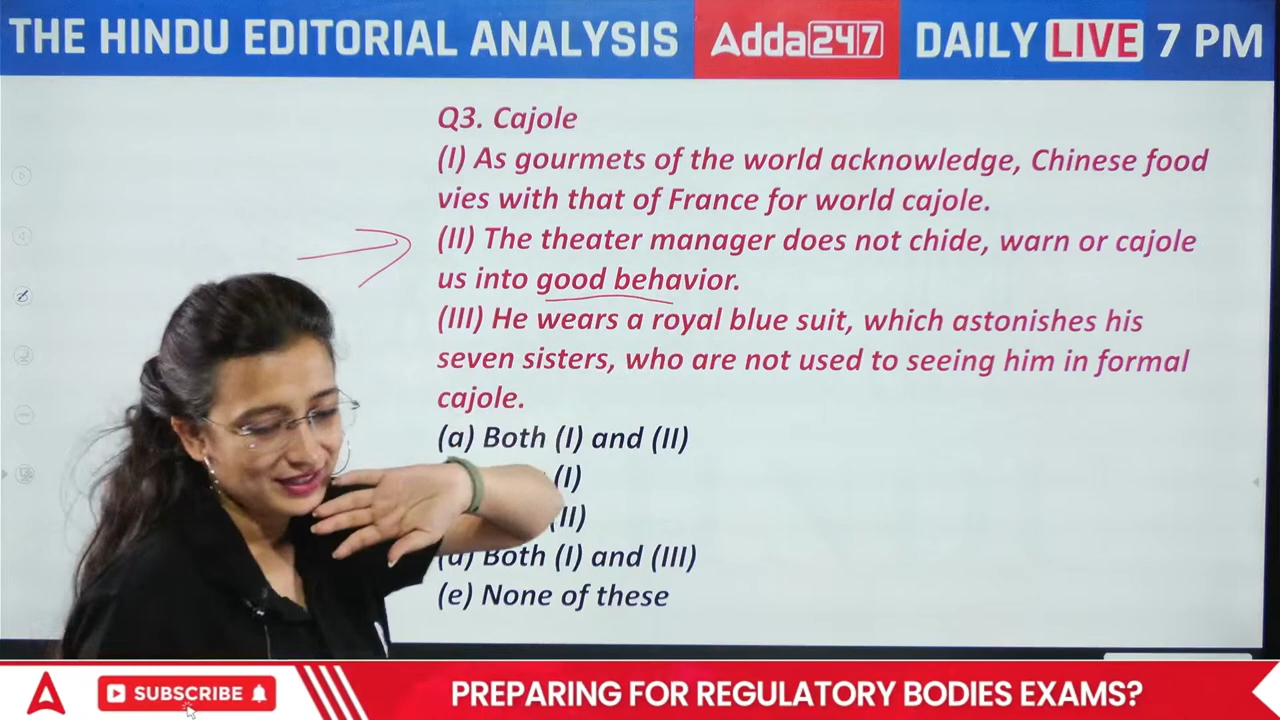 THE HINDU EDITORIAL ANALYSIS Adda247 DAILY LIVE 7 PM
Q3. Cajole
(I) As gourmets of the world acknowledge, Chinese food
vies with that of France for world cajole.
(II) The theater manager does not chide, warn or cajole
us into good behavior.
(III) He wears a royal blue suit, which astonishes his
seven sisters, who are not used to seeing him in formal
cajole.
(a) Both (I) and (II)
(I)
(II)
(d) Both (I) and (III)
(e) None of these
SUBSCRIBE PREPARING FOR REGULATORY BODIES EXAMS?